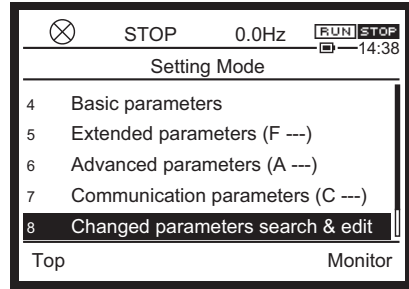 STOP 0.0Hz RUN STOP
14:38
Setting Mode
4 Basic parameters
5 Extended parameters (F ---)
6 Advanced parameters (A ---)
7 Communication parameters (C ---)
8 Changed parameters search & edit
Top Monitor